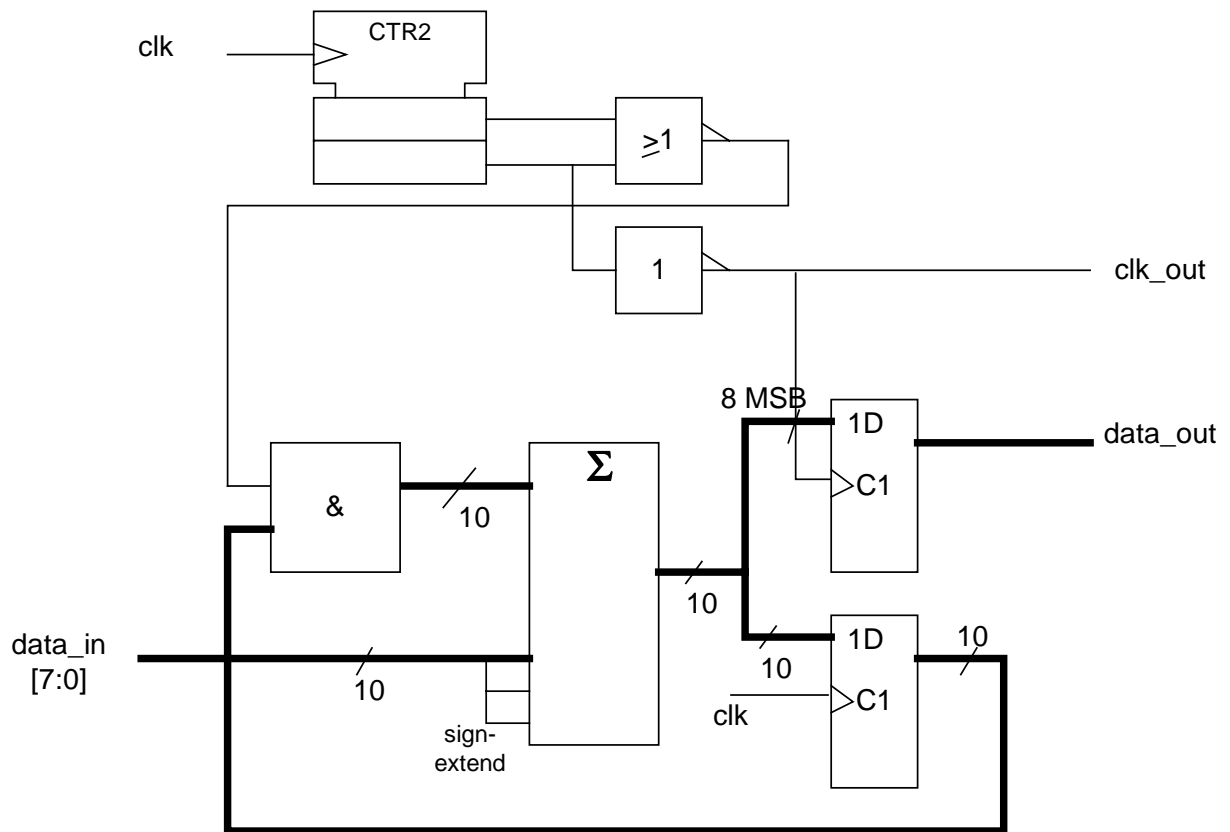 clk
CTR2
≥1
1
clk_out
8 MSB
1D
data_out
C1
Σ
&
10
10
data_in
[7:0]
10
10
1D
10
C1
clk
sign-
extend